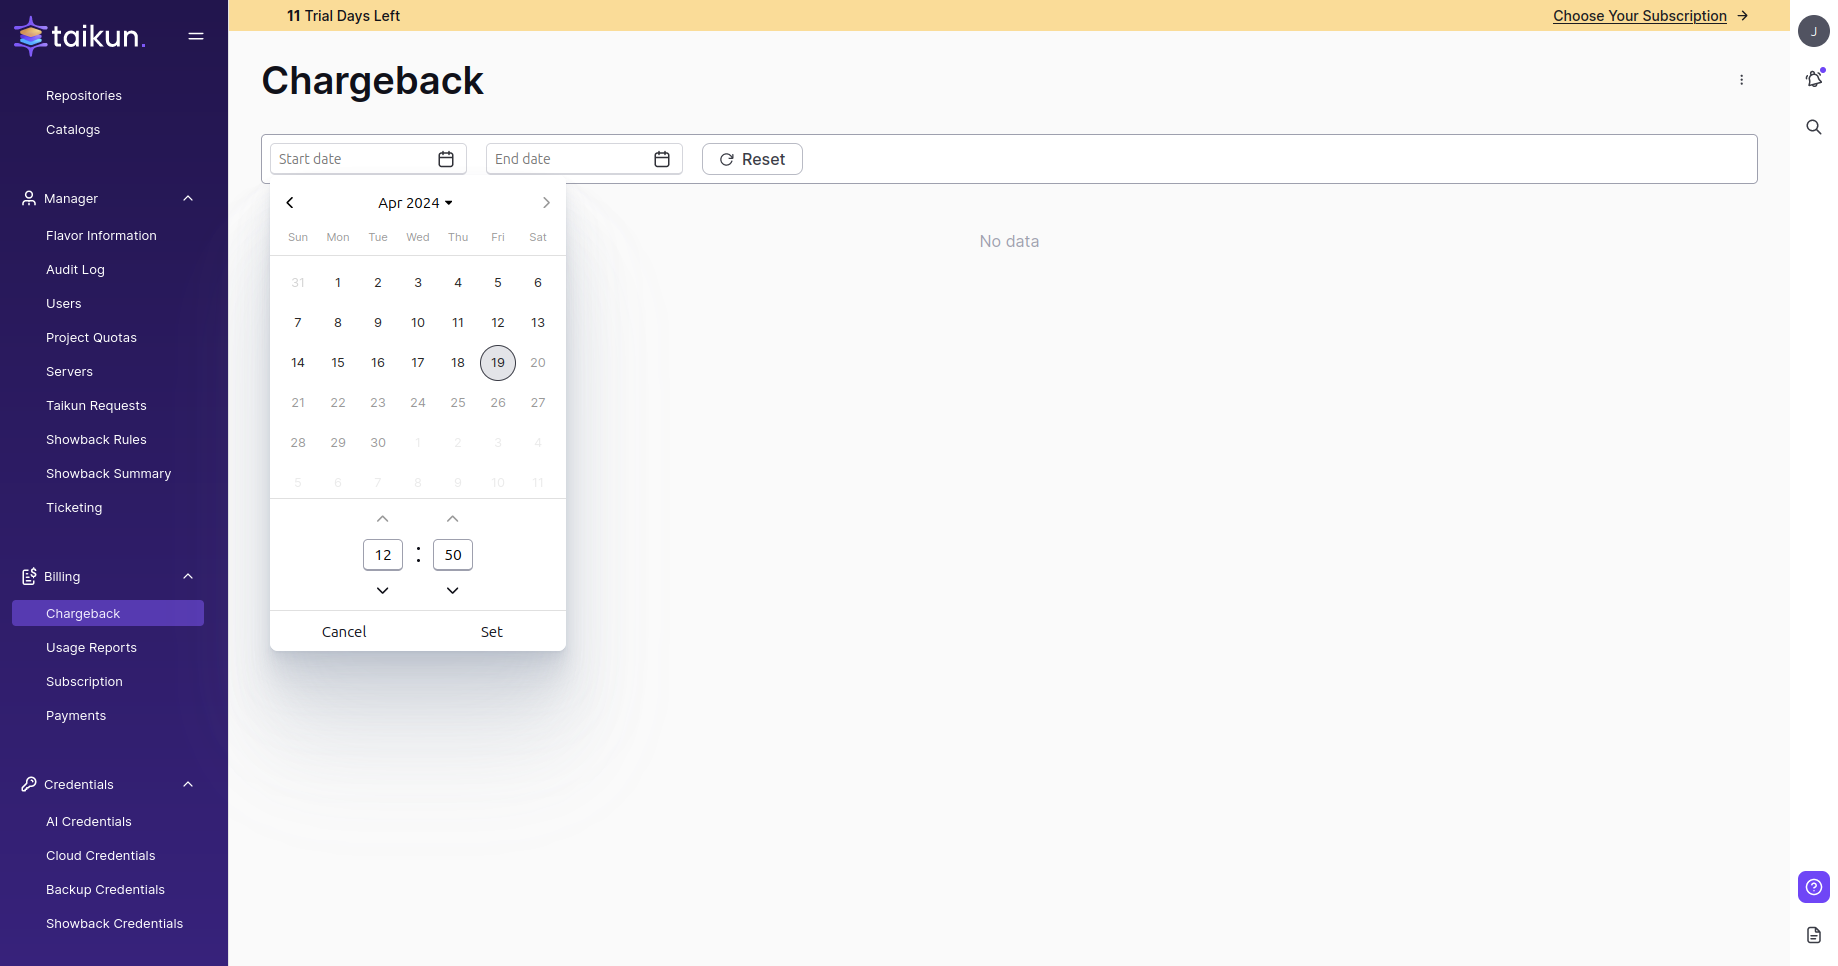 taikun.
Repositories
Catalogs
Manager
Flavor Information
Audit Log
Users
Project Quotas
Servers
Taikun Requests
Showback Rules
Showback Summary
Ticketing
Billing
Chargeback
Usage Reports
Subscription
Payments
Credentials
AI Credentials
Cloud Credentials
Backup Credentials
Showback Credentials
11 Trial Days Left
Choose Your Subscription
J
Chargeback
Start date
End date
Reset
No data
Apr 2024
Sun Mon Tue Wed Thu Fri Sat
31 1 2 3 4 5 6
7 8 9 10 11 12 13
14 15 16 17 18 19 20
21 22 23 24 25 26 27
28 29 30 1 2 3 4
5 6 7 8 9 10 11
12 : 50
Cancel Set